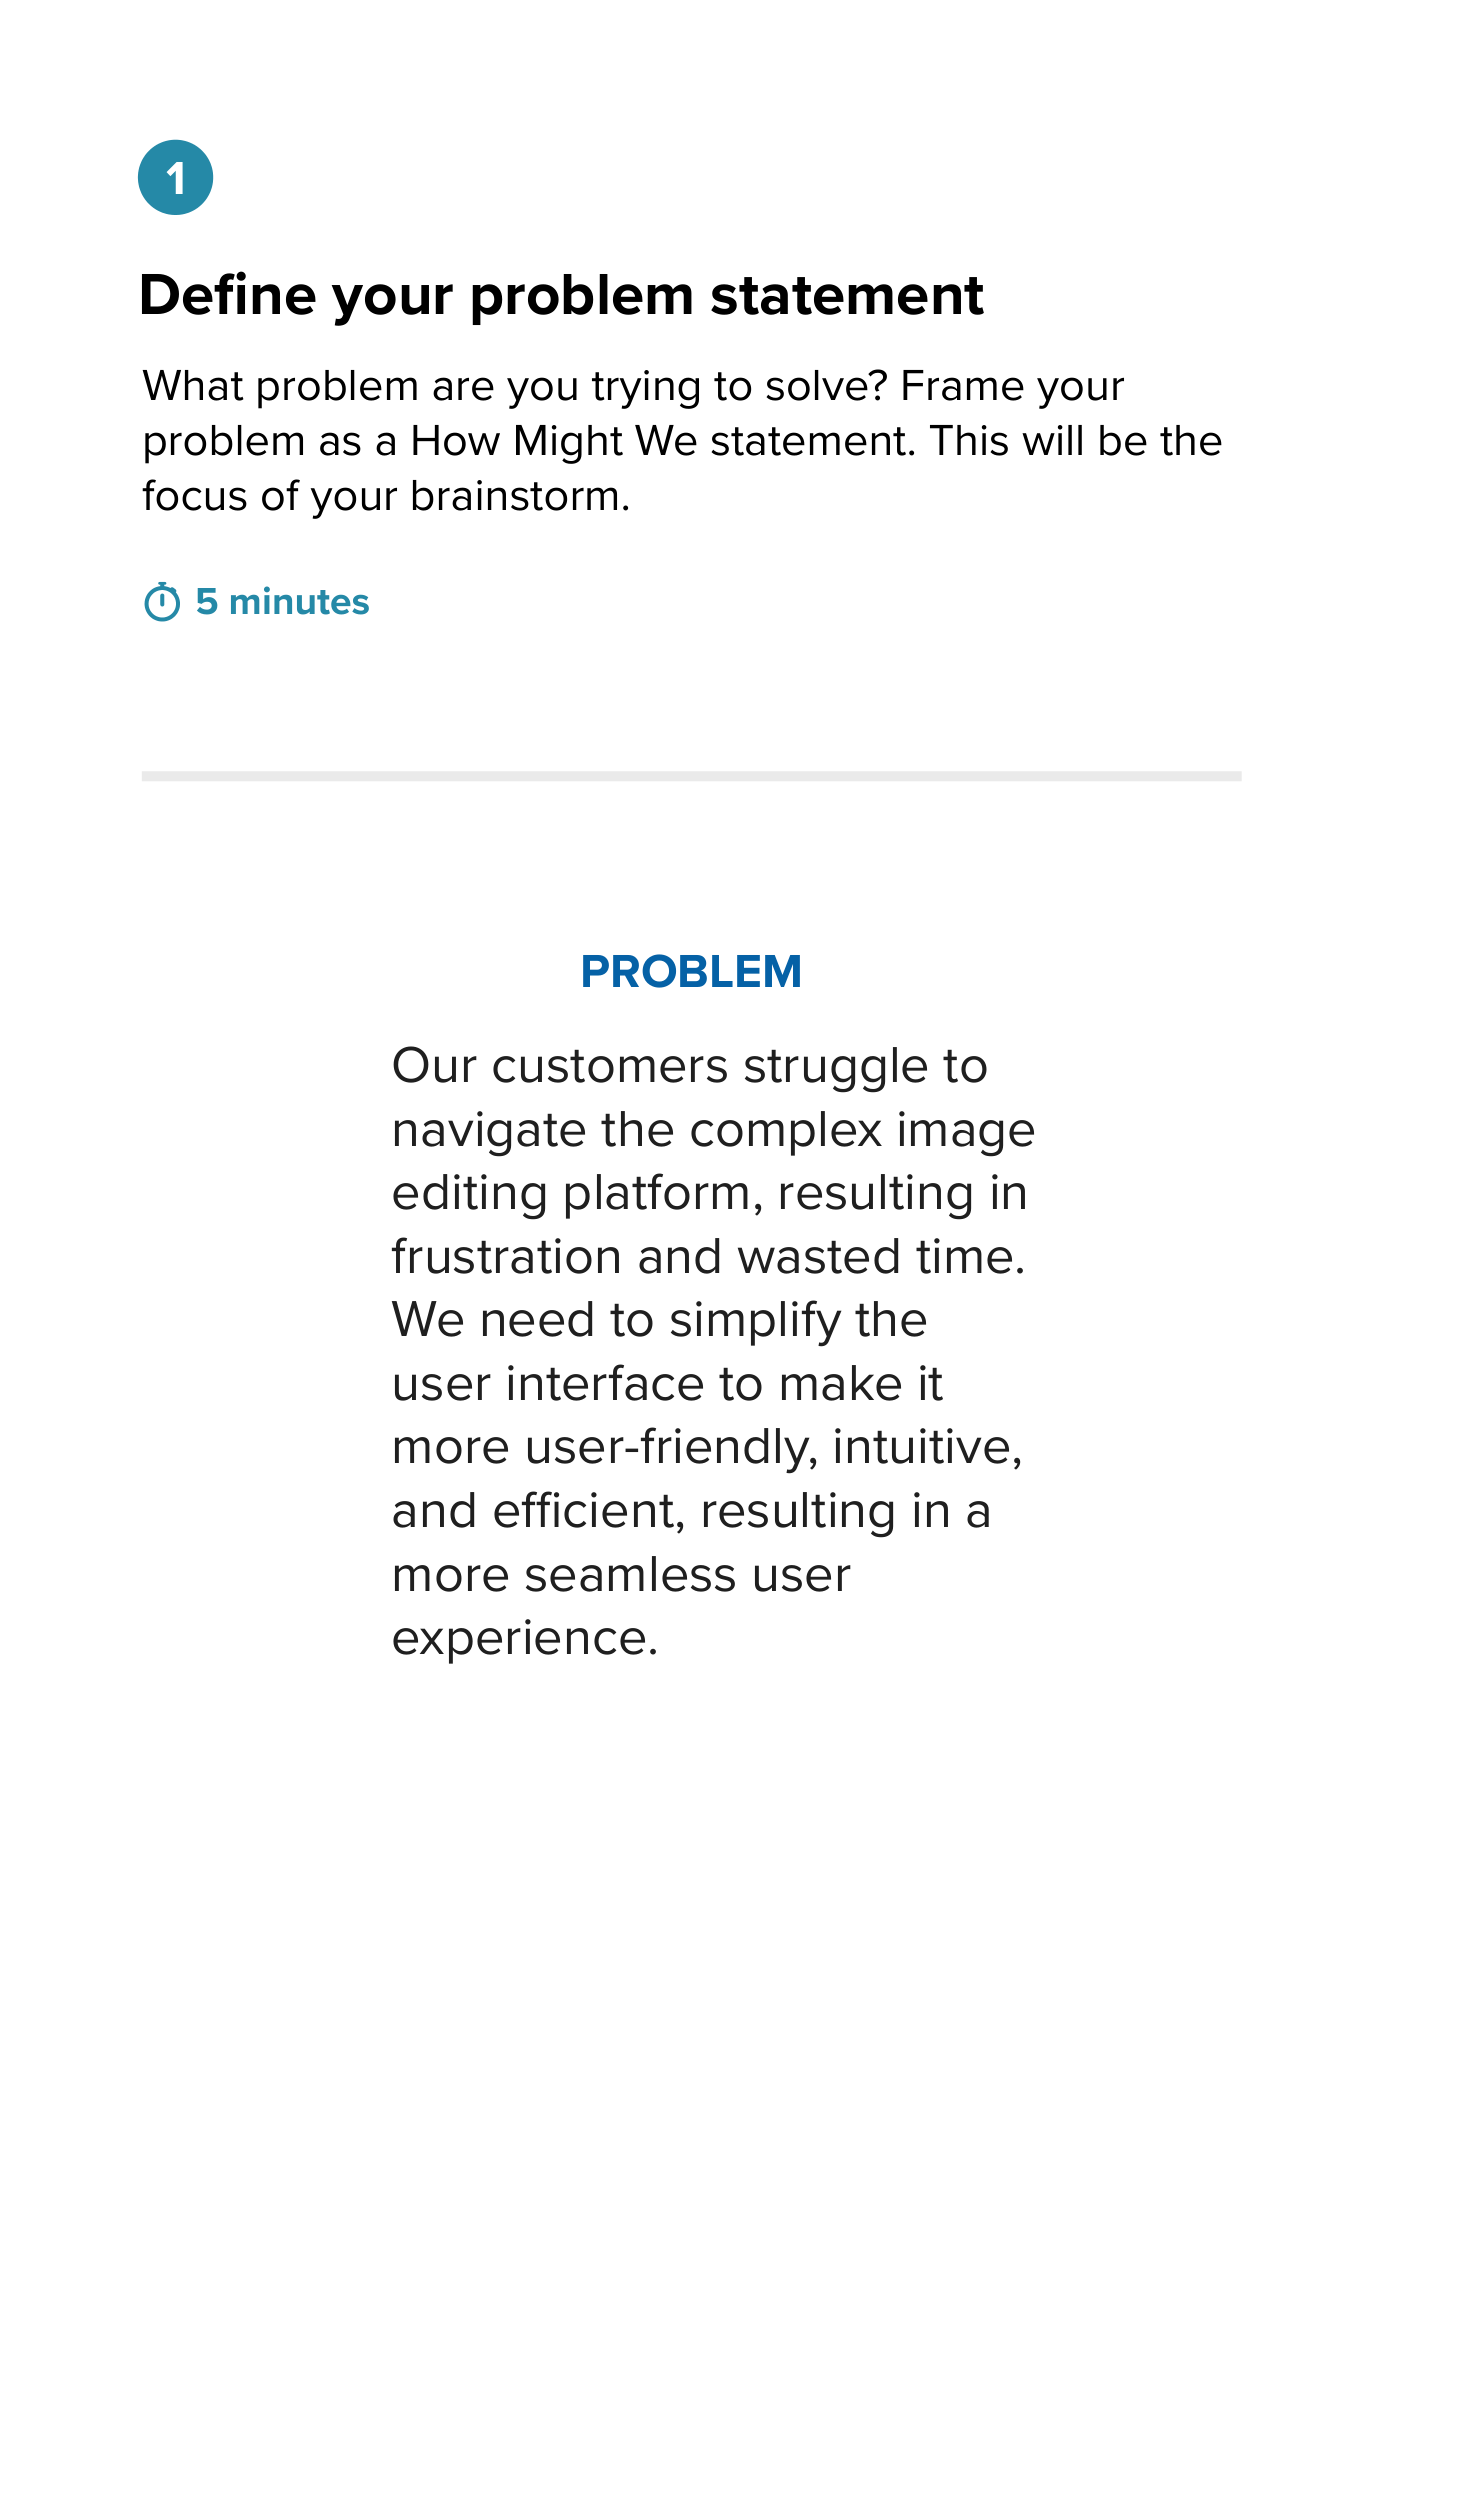 1
Define your problem statement
What problem are you trying to solve? Frame your
problem as a How Might We statement. This will be the
focus of your brainstorm.
5 minutes
PROBLEM
Our customers struggle to
navigate the complex image
editing platform, resulting in
frustration and wasted time.
We need to simplify the
user interface to make it
more user-friendly, intuitive,
and efficient, resulting in a
more seamless user
experience.